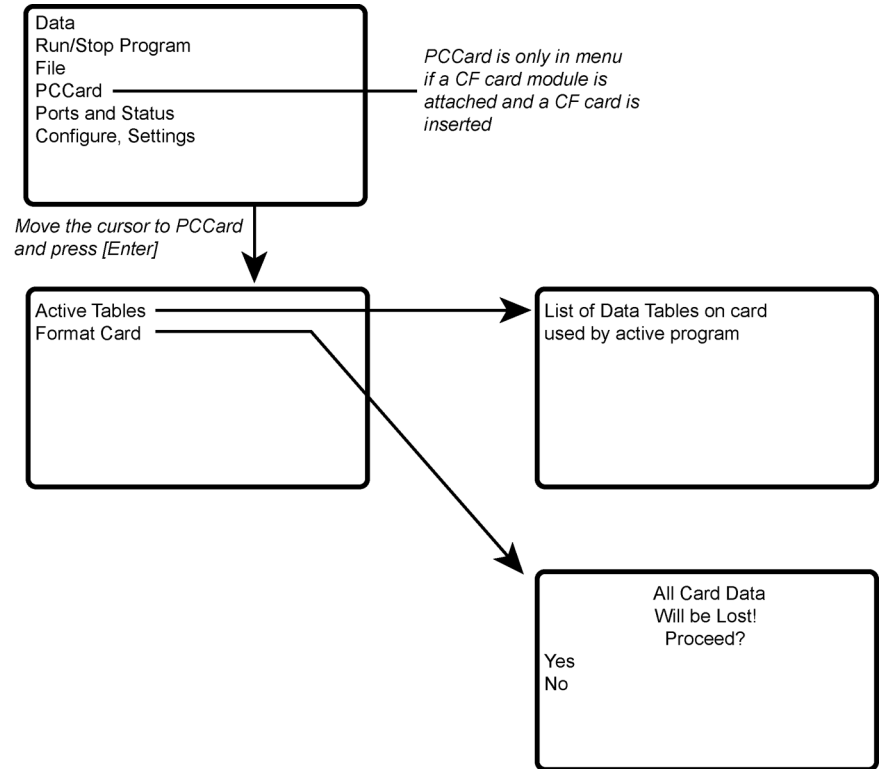 Data
Run/Stop Program
File
PCCard
Ports and Status
Configure, Settings
PCCard is only in menu
if a CF card module is
attached and a CF card is
inserted
Move the cursor to PCCard
and press [Enter]
Active Tables
Format Card
List of Data Tables on card
used by active program
All Card Data
Will be Lost!
Proceed?
Yes
No